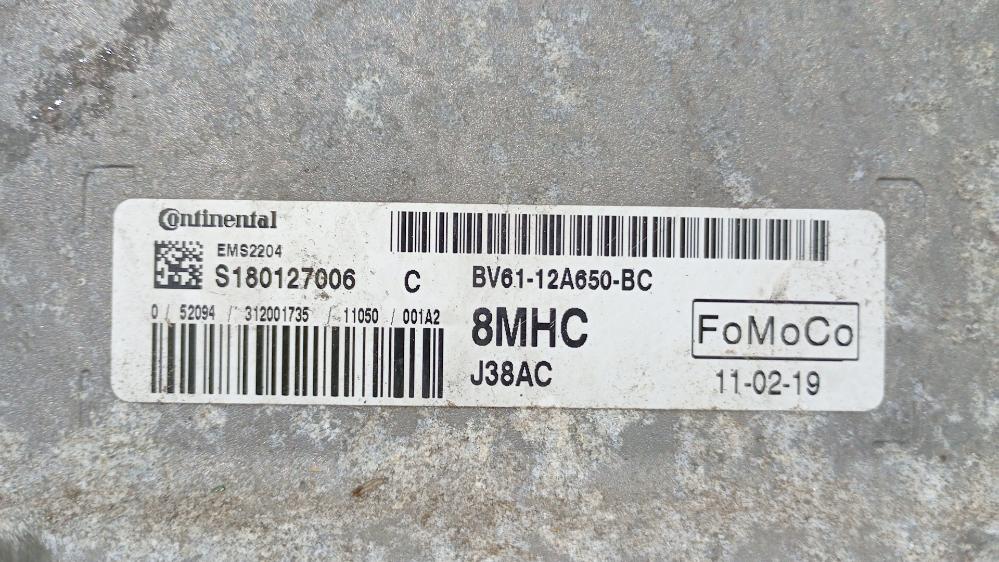 Continental
EMS2204
S180127006 C BV61-12A650-BC
0 / 52094 / 312001735 / 11050 / 001A2
8MHC
FoMoCo
J38AC
11-02-19